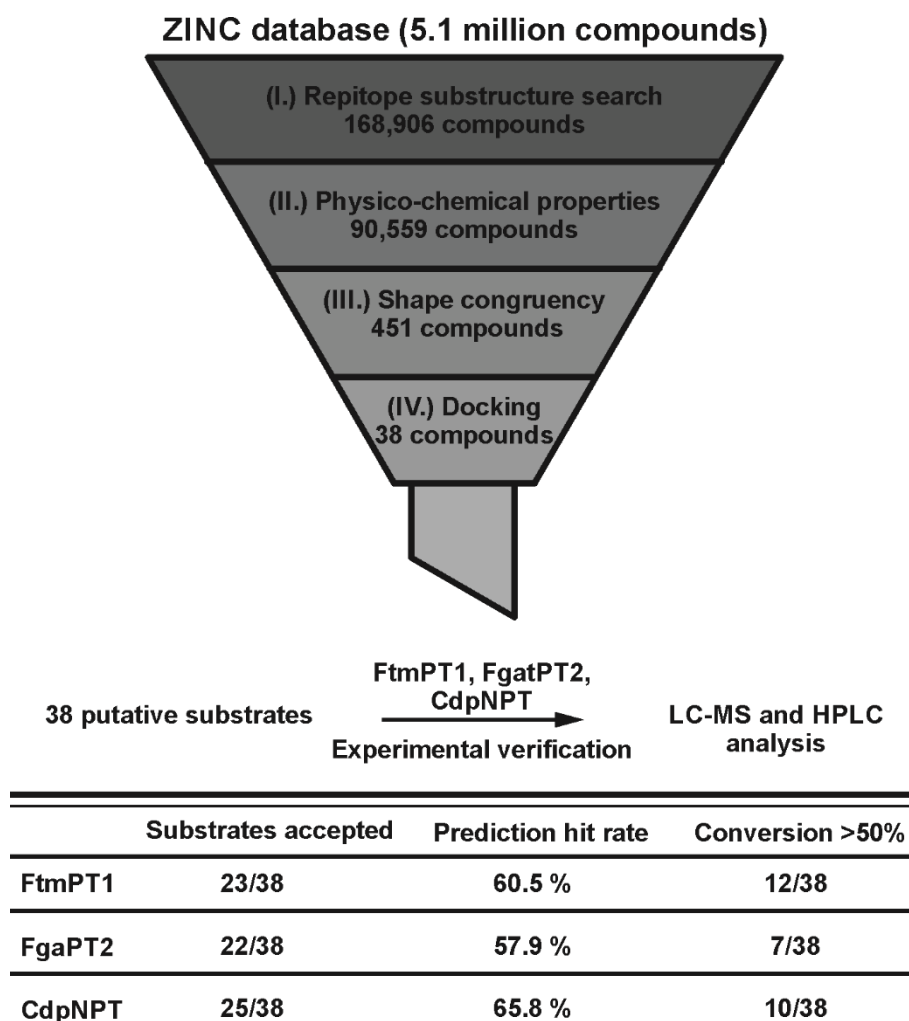 ZINC database (5.1 million compounds)
(I.) Repitope substructure search
168,906 compounds
(II.) Physico-chemical properties
90,559 compounds
(III.) Shape congruency
451 compounds
(IV.) Docking
38 compounds
38 putative substrates
FtmPT1, FgatPT2,
CdpNPT
Experimental verification
LC-MS and HPLC
analysis
Substrates accepted Prediction hit rate Conversion >50%
FtmPT1 23/38 60.5 % 12/38
FgaPT2 22/38 57.9 % 7/38
CdpNPT 25/38 65.8 % 10/38